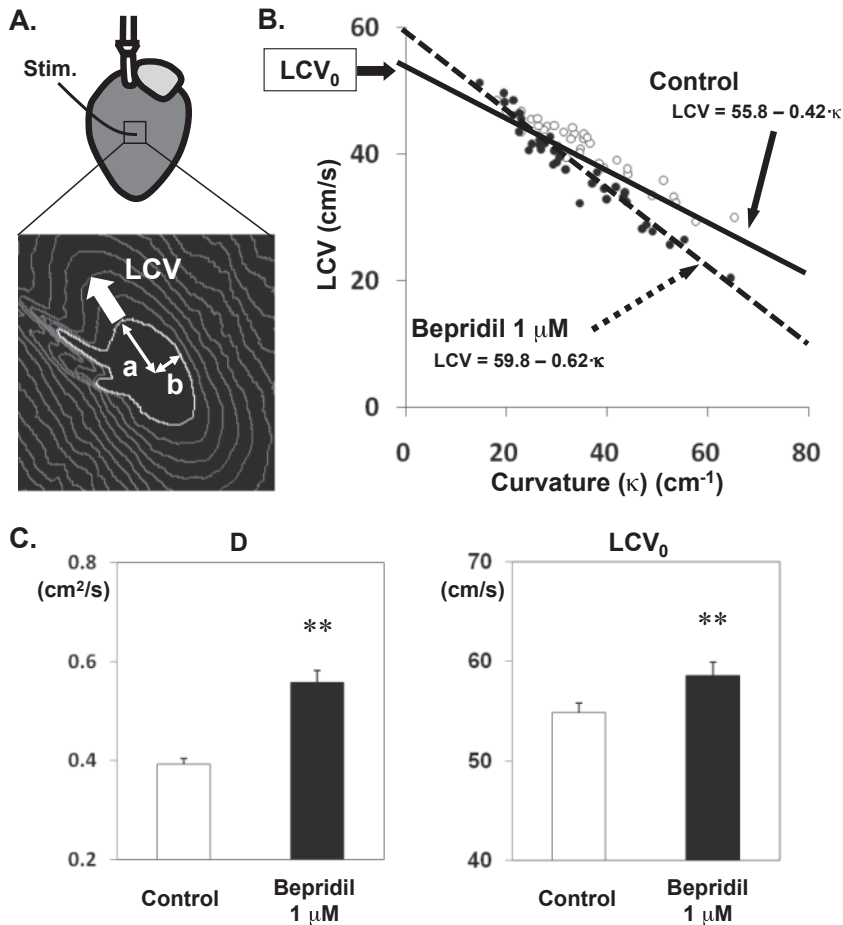 A.
Stim.
LCV
a
b
B.
60
40
20
0
LCV (cm/s)
LCV₀
Control
LCV = 55.8 – 0.42·κ
Bepridil 1 μM
LCV = 59.8 – 0.62·κ
0 20 40 60 80
Curvature (κ) (cm⁻¹)
C.
D
(cm²/s)
0.8
0.6
0.4
0.2
**
Control
Bepridil
1 μM
LCV₀
(cm/s)
70
60
50
40
**
Control
Bepridil
1 μM